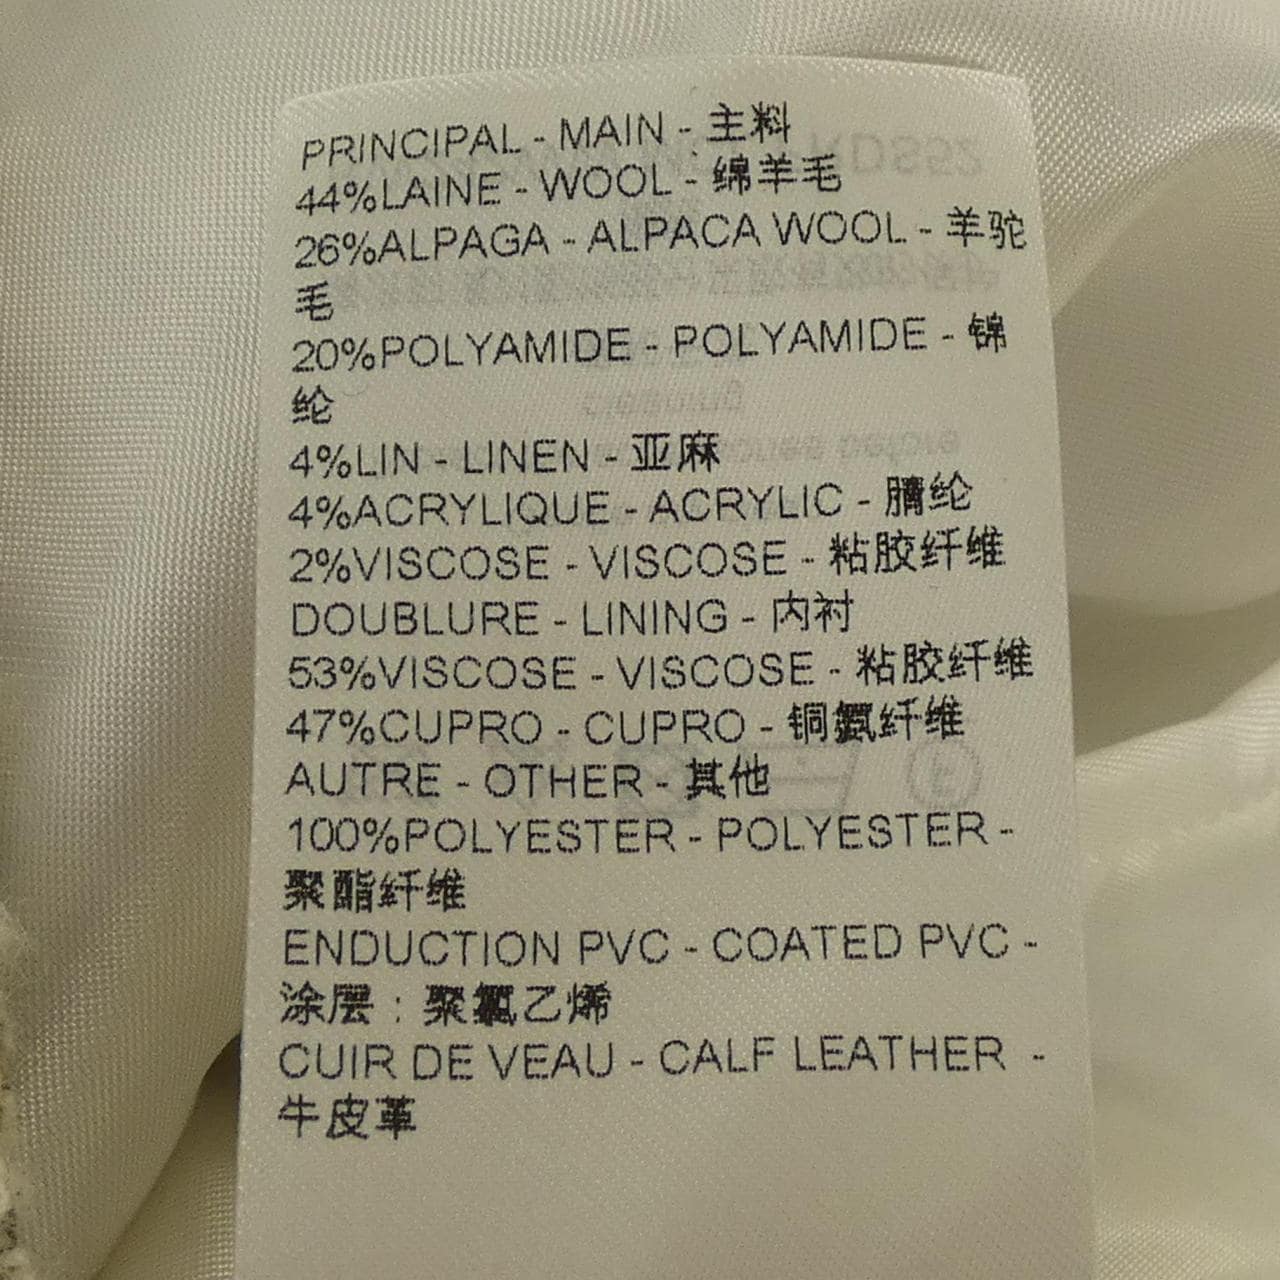 PRINCIPAL - MAIN - 主料
44%LAINE - WOOL - 绵羊毛
26%ALPAGA - ALPACA WOOL - 羊驼
毛
20%POLYAMIDE - POLYAMIDE - 锦
纶
4%LIN - LINEN - 亚麻
4%ACRYLIQUE - ACRYLIC - 腈纶
2%VISCOSE - VISCOSE - 粘胶纤维
DOUBLURE - LINING - 内衬
53%VISCOSE - VISCOSE - 粘胶纤维
47%CUPRO - CUPRO - 铜氨纤维
AUTRE - OTHER - 其他
100%POLYESTER - POLYESTER -
聚酯纤维
ENDUCTION PVC - COATED PVC -
涂层 : 聚氯乙烯
CUIR DE VEAU - CALF LEATHER -
牛皮革